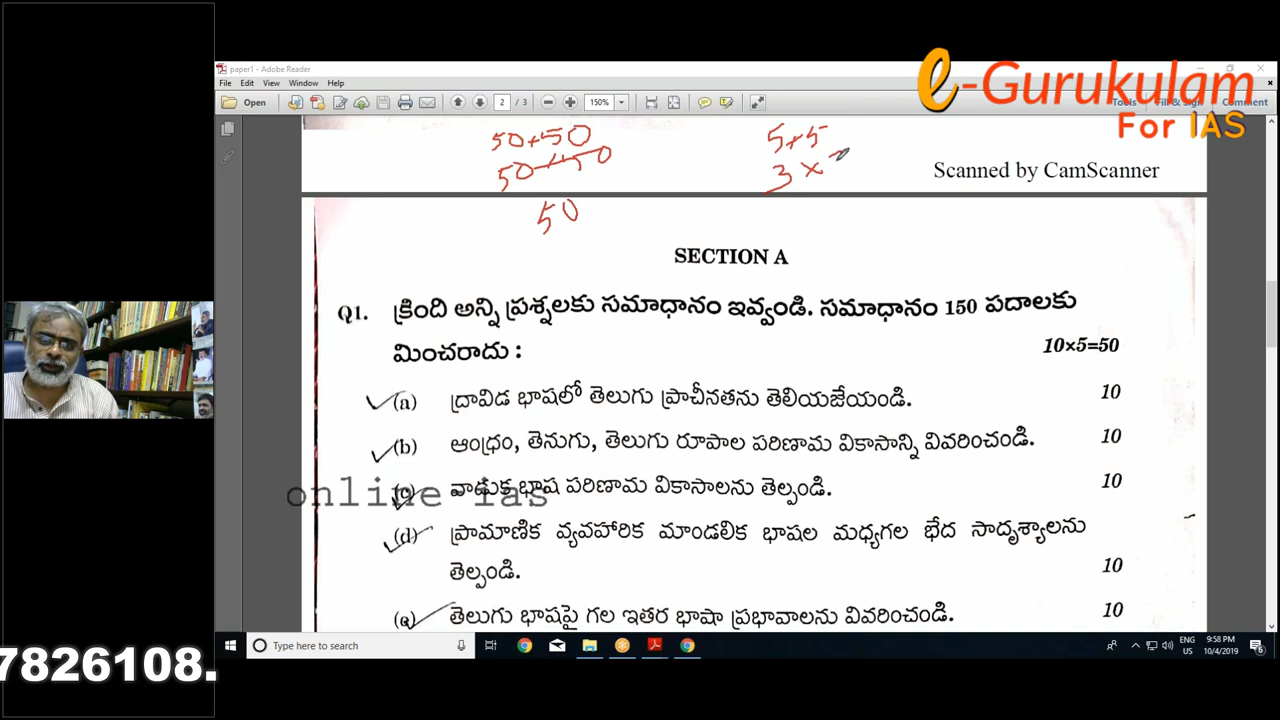 e-Gurukulam
For IAS
paper1 - Adobe Reader
File Edit View Window Help
Open 2 / 3 150% Tools Fill & Sign Comment
50+50 5+5
50 3 ×
Scanned by CamScanner
50
SECTION A
Q1. క్రింది అన్ని ప్రశ్నలకు సమాధానం ఇవ్వండి. సమాధానం 150 పదాలకు
మించరాదు : 10×5=50
(a) ద్రావిడ భాషలో తెలుగు ప్రాచీనతను తెలియజేయండి. 10
(b) ఆంధ్రం, తెనుగు, తెలుగు రూపాల పరిణామ వికాసాన్ని వివరించండి. 10
online ias
(c) వాడుక భాష పరిణామ వికాసాలను తెల్పండి. 10
(d) ప్రామాణిక వ్యవహారిక మాండలిక భాషల మధ్యగల భేద సాదృశ్యాలను
తెల్పండి. 10
(e) తెలుగు భాషపై గల ఇతర భాషా ప్రభావాలను వివరించండి. 10
Type here to search
ENG 9:58 PM
US 10/4/2019
7826108.